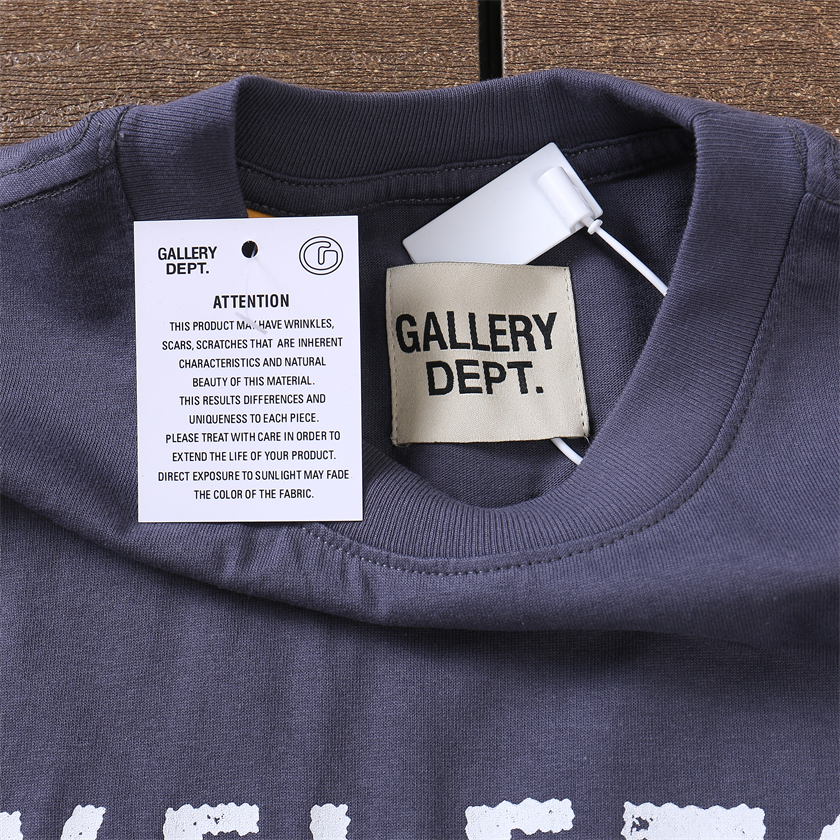 GALLERY
DEPT.
ATTENTION
THIS PRODUCT MAY HAVE WRINKLES,
SCARS, SCRATCHES THAT ARE INHERENT
CHARACTERISTICS AND NATURAL
BEAUTY OF THIS MATERIAL.
THIS RESULTS DIFFERENCES AND
UNIQUENESS TO EACH PIECE.
PLEASE TREAT WITH CARE IN ORDER TO
EXTEND THE LIFE OF YOUR PRODUCT.
DIRECT EXPOSURE TO SUNLIGHT MAY FADE
THE COLOR OF THE FABRIC.
GALLERY
DEPT.